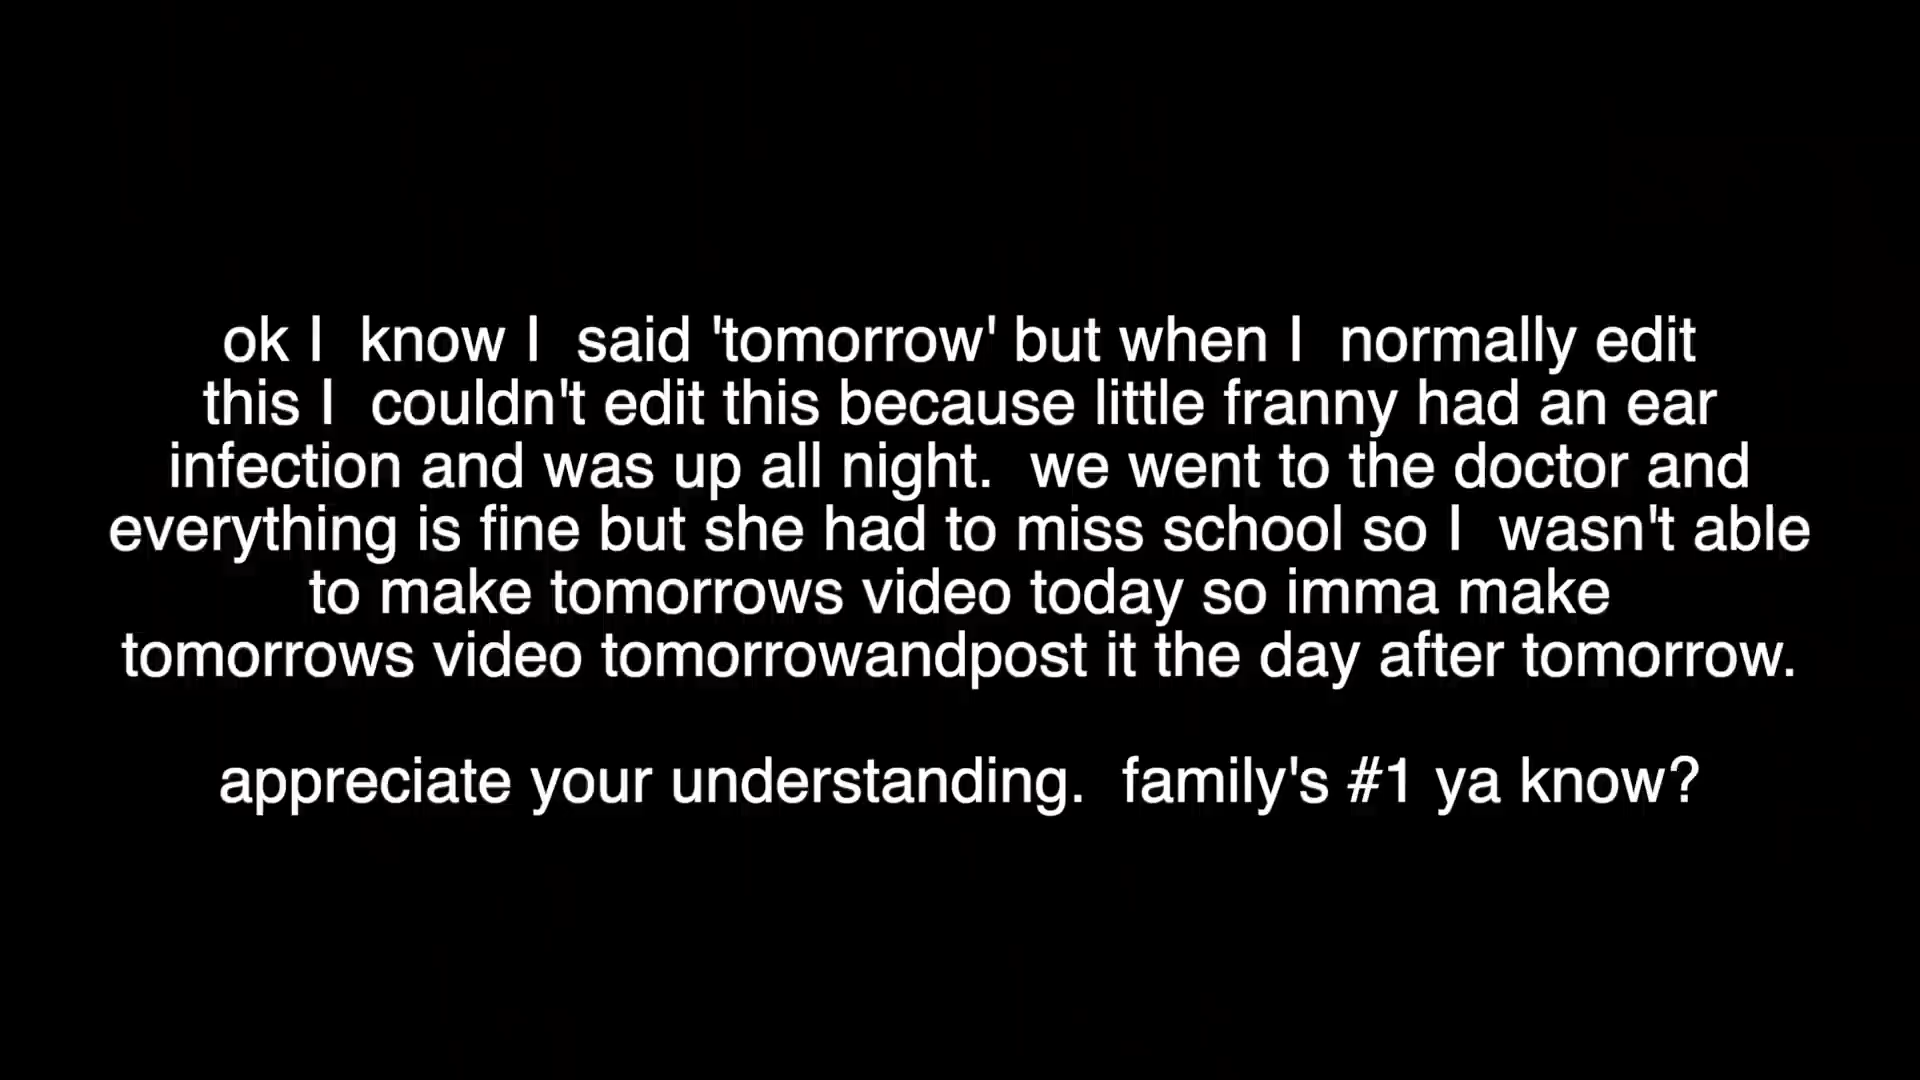 ok I  know I  said 'tomorrow' but when I  normally edit
this I  couldn't edit this because little franny had an ear
infection and was up all night.  we went to the doctor and
everything is fine but she had to miss school so I  wasn't able
to make tomorrows video today so imma make
tomorrows video tomorrowandpost it the day after tomorrow.
appreciate your understanding.  family's #1 ya know?